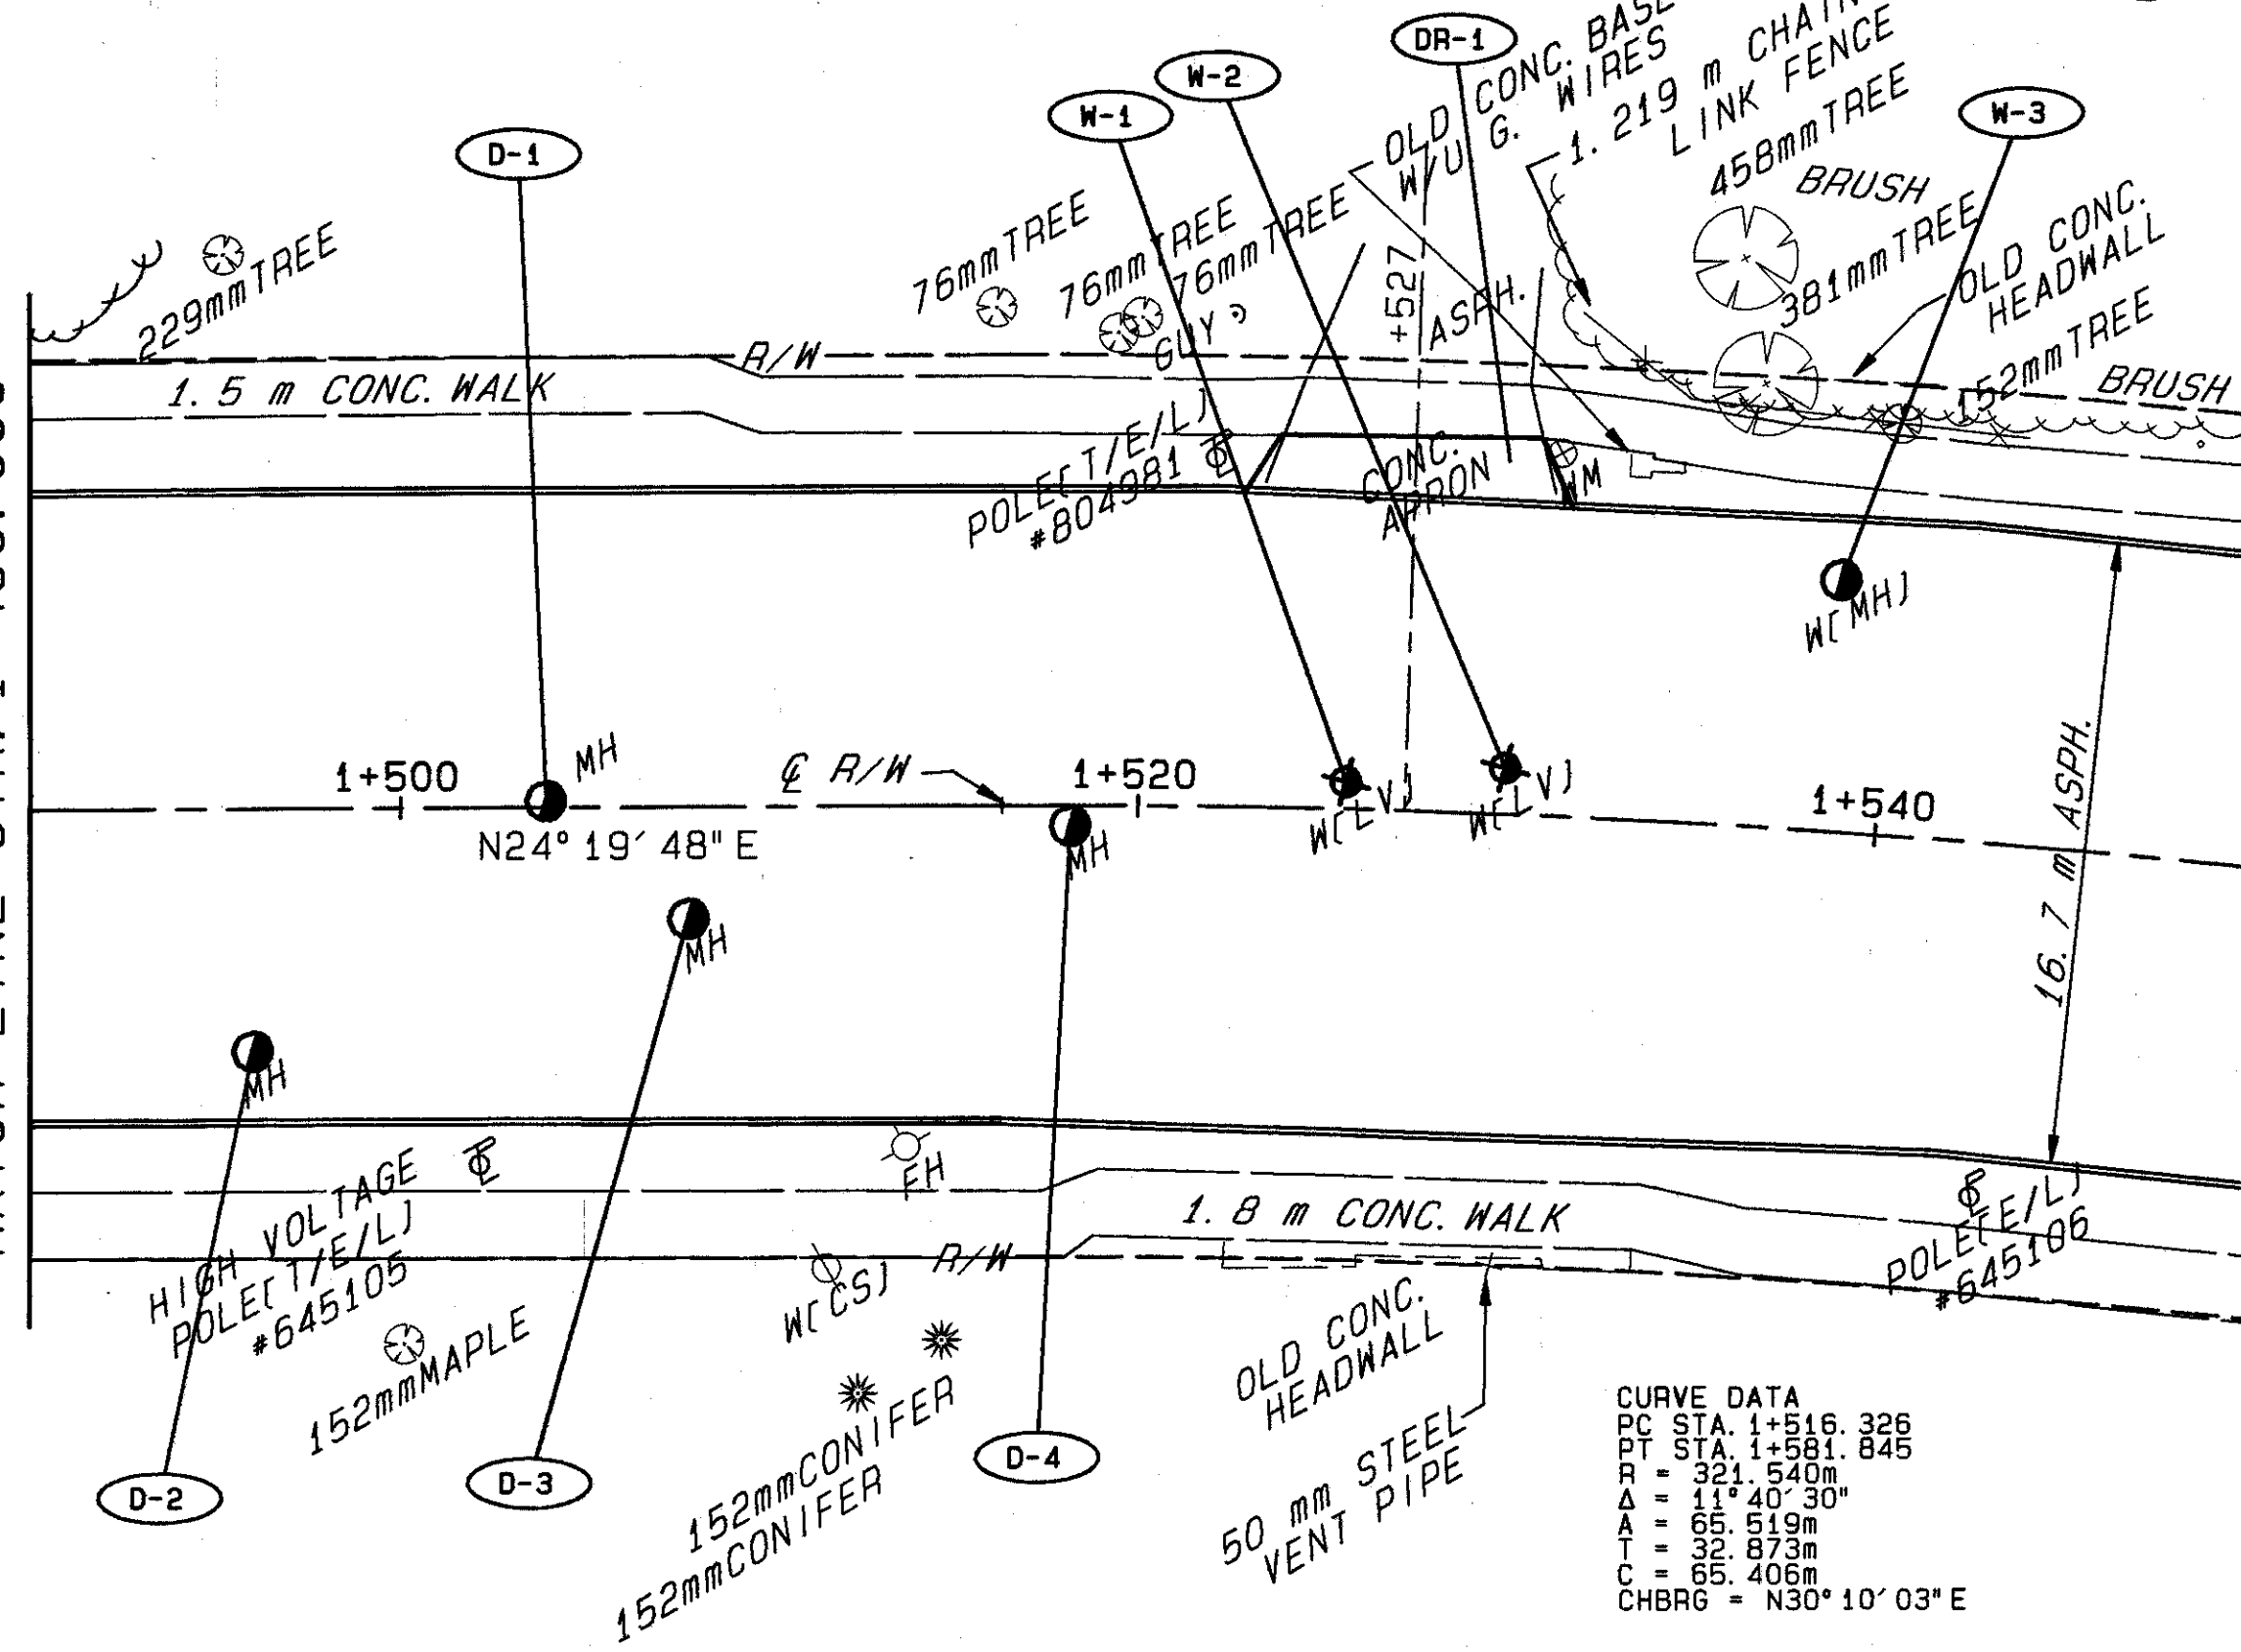 DR-1
W-2
W-1
W-3
D-1
OLD CONC. BASE
W/U G. WIRES
1.219 m CHAIN
LINK FENCE
458mmTREE
BRUSH
381mmTREE
OLD CONC.
HEADWALL
152mmTREE
BRUSH
229mmTREE
76mmTREE
76mmTREE
76mmTREE
GUY
+527
ASPH.
R/W
1.5 m CONC. WALK
POLE[T/E/L]
#804981
CONC.
APRON
WM
W[MH]
MH
1+500
℄ R/W
1+520
W[LV]
W[LV]
1+540
N24°19′48"E
MH
MH
MH
16.7 m ASPH.
HIGH VOLTAGE
POLE[T/E/L]
#645105
FH
1.8 m CONC. WALK
R/W
W[CS]
POLE[E/L]
#645106
152mmMAPLE
152mmCONIFER
152mmCONIFER
OLD CONC.
HEADWALL
50 mm STEEL
VENT PIPE
D-2
D-3
D-4
CURVE DATA
PC STA. 1+516.326
PT STA. 1+581.845
R = 321.540m
Δ = 11°40′30"
A = 65.519m
T = 32.873m
C = 65.406m
CHBRG = N30°10′03"E